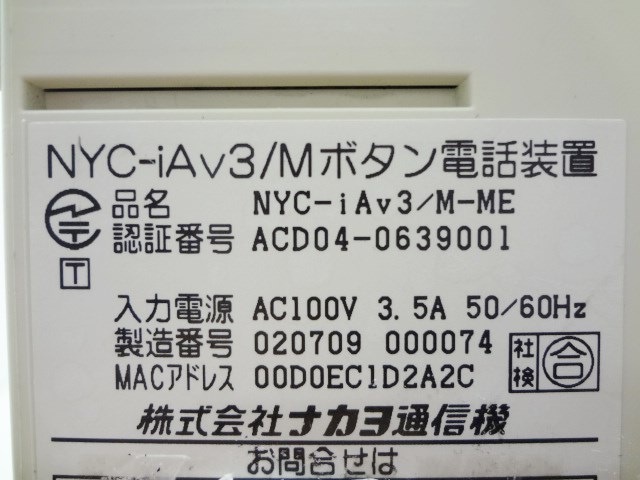 NYC-iAv3/Mボタン電話装置
品名 NYC-iAv3/M-ME
認証番号 ACD04-0639001
T
入力電源 AC100V 3.5A 50/60Hz
製造番号 020709 000074
社検 合
MACアドレス 00D0EC1D2A2C
株式会社ナカヨ通信機
お問合せは